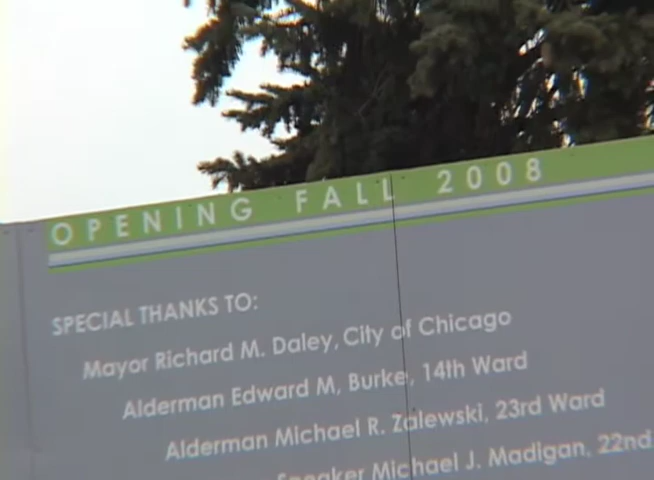 OPENING FALL 2008
SPECIAL THANKS TO:
Mayor Richard M. Daley, City of Chicago
Alderman Edward M, Burke, 14th Ward
Alderman Michael R. Zalewski, 23rd Ward
Speaker Michael J. Madigan, 22nd